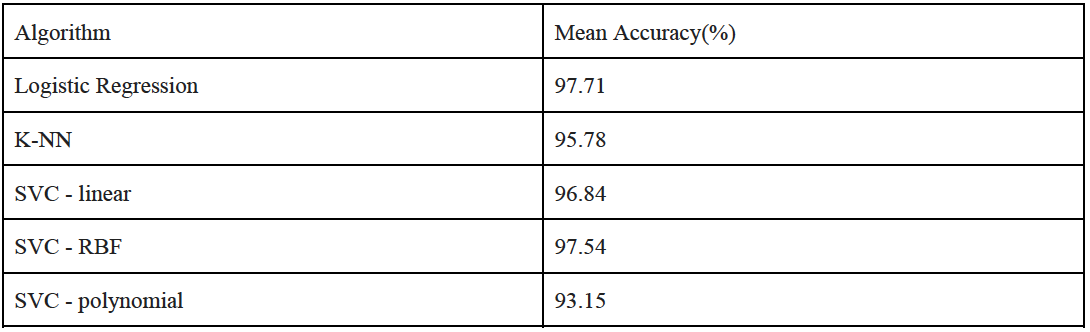 Algorithm Mean Accuracy(%)
Logistic Regression 97.71
K-NN 95.78
SVC - linear 96.84
SVC - RBF 97.54
SVC - polynomial 93.15